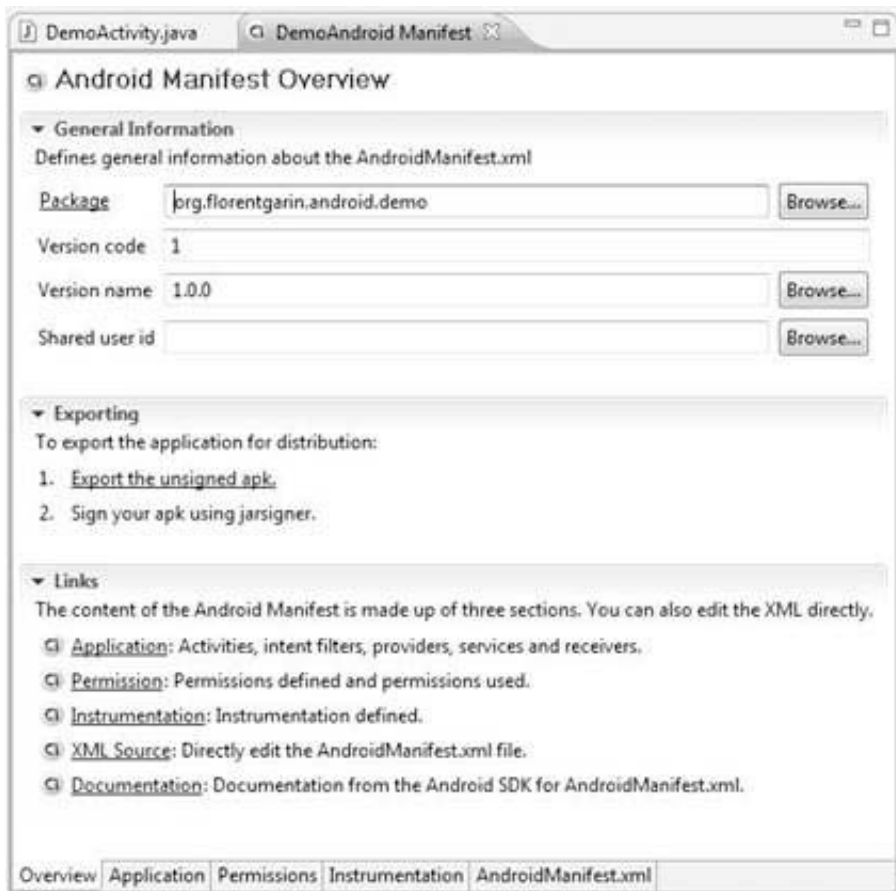 DemoActivity.java DemoAndroid Manifest
Android Manifest Overview
General Information
Defines general information about the AndroidManifest.xml
Package org.florentgarin.android.demo Browse...
Version code 1
Version name 1.0.0 Browse...
Shared user id Browse...
Exporting
To export the application for distribution:
1. Export the unsigned apk.
2. Sign your apk using jarsigner.
Links
The content of the Android Manifest is made up of three sections. You can also edit the XML directly.
Application: Activities, intent filters, providers, services and receivers.
Permission: Permissions defined and permissions used.
Instrumentation: Instrumentation defined.
XML Source: Directly edit the AndroidManifest.xml file.
Documentation: Documentation from the Android SDK for AndroidManifest.xml.
Overview Application Permissions Instrumentation AndroidManifest.xml